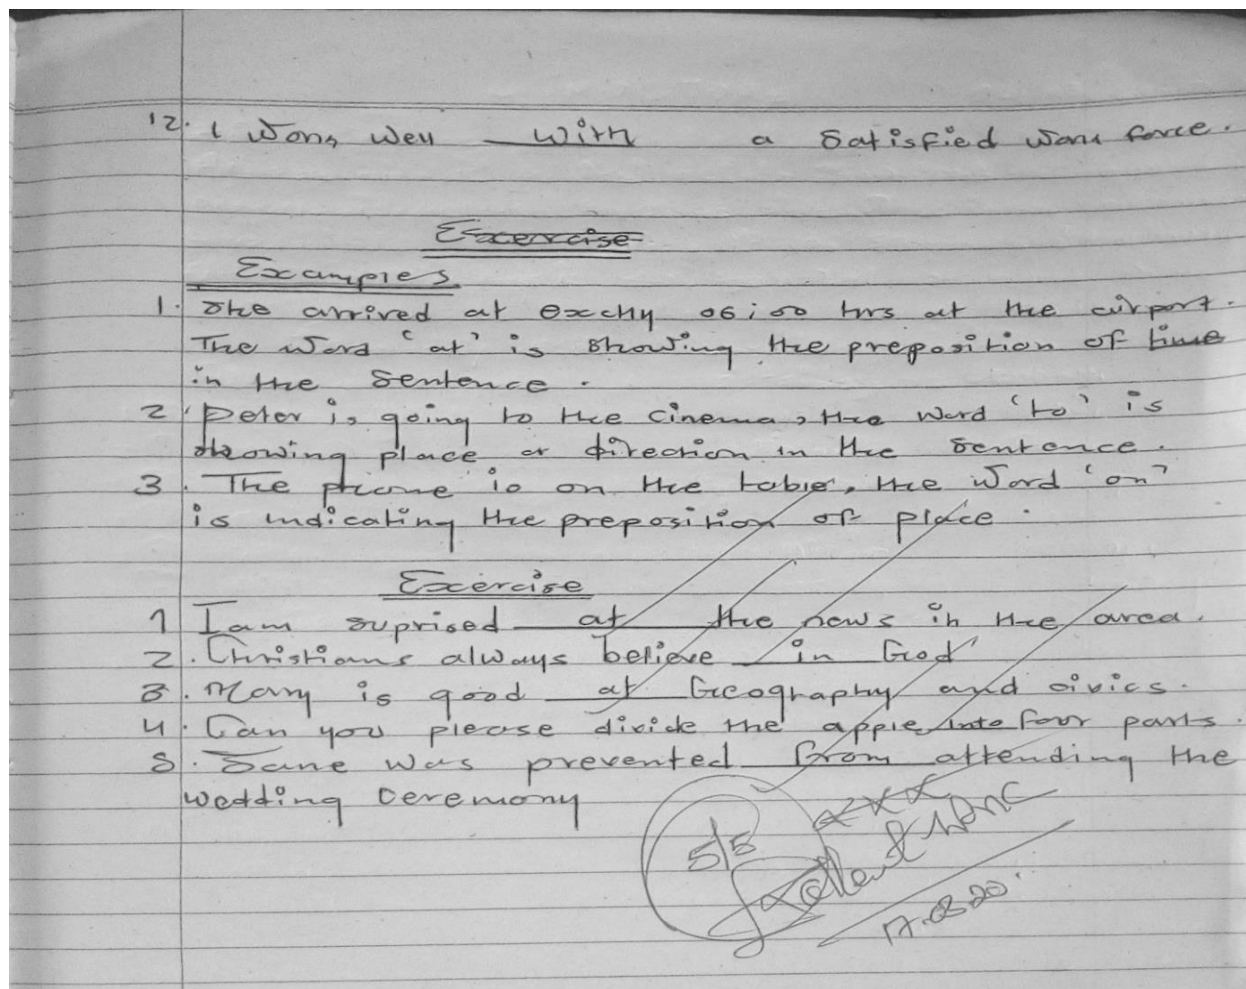 12. I Work well with a satisfied work force.
Excercise
Examples
1. She arrived at exctly 06:00 hrs at the airport.
The word 'at' is showing the preposition of time
in the sentence.
2. Peter is going to the cinema, the word 'to' is
showing place or direction in the sentence.
3. The phone is on the table, the word 'on'
is indicating the preposition of place.
Exercise
1 I am suprised at the news in the area.
2. Christians always believe in God
3. Mary is good at Geography and civics.
4. Can you please divide the apple into four parts.
5. Jane was prevented from attending the
wedding ceremony
5/5
Excellent work
17.03.20.